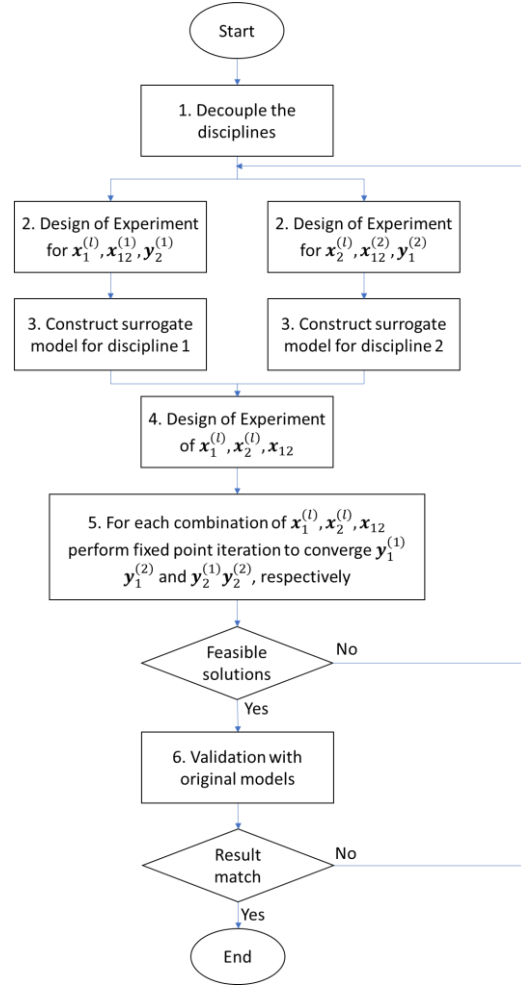 Start
1. Decouple the
disciplines
2. Design of Experiment
for 𝒙₁⁽ˡ⁾, 𝒙₁₂⁽¹⁾, 𝒚₂⁽¹⁾
2. Design of Experiment
for 𝒙₂⁽ˡ⁾, 𝒙₁₂⁽²⁾, 𝒚₁⁽²⁾
3. Construct surrogate
model for discipline 1
3. Construct surrogate
model for discipline 2
4. Design of Experiment
of 𝒙₁⁽ˡ⁾, 𝒙₂⁽ˡ⁾, 𝒙₁₂
5. For each combination of 𝒙₁⁽ˡ⁾, 𝒙₂⁽ˡ⁾, 𝒙₁₂
perform fixed point iteration to converge 𝒚₁⁽¹⁾
𝒚₁⁽²⁾ and 𝒚₂⁽¹⁾𝒚₂⁽²⁾, respectively
Feasible
solutions
No
Yes
6. Validation with
original models
Result
match
No
Yes
End